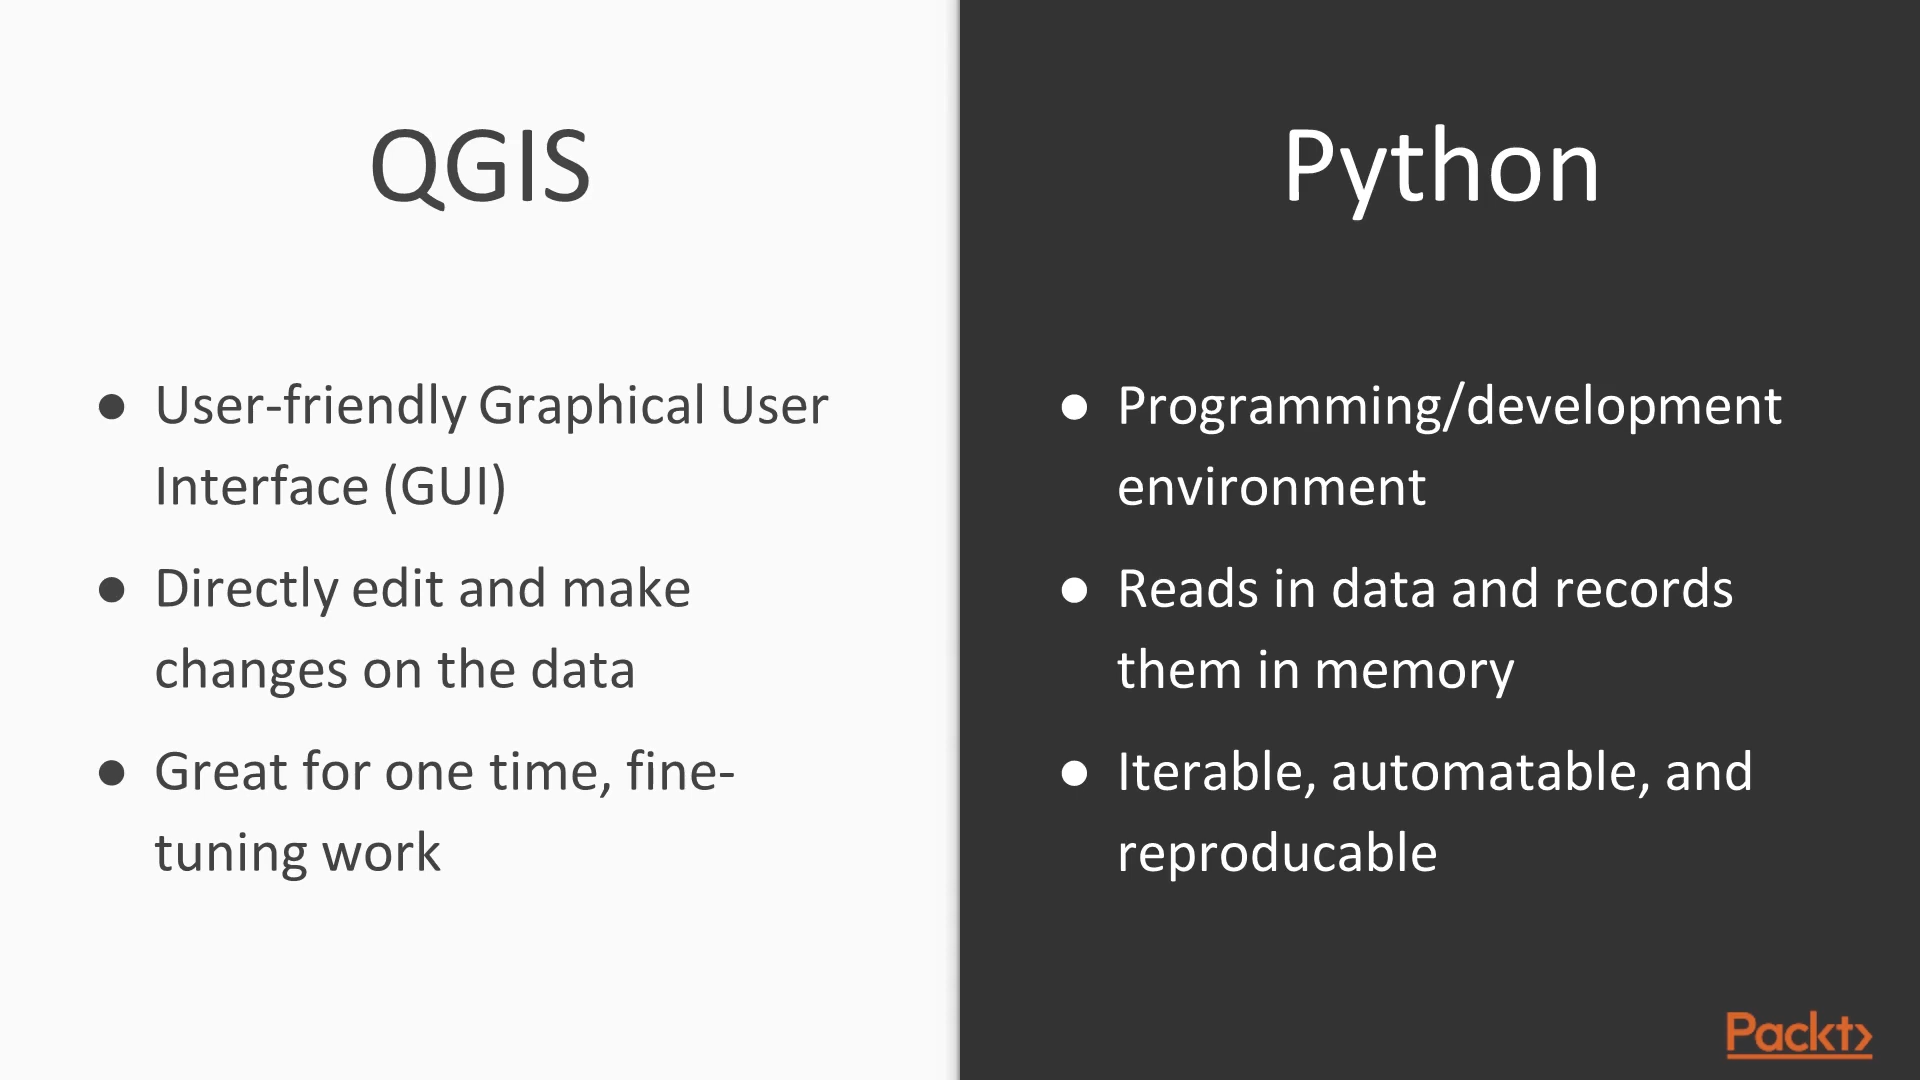 QGIS
● User-friendly Graphical User
Interface (GUI)
● Directly edit and make
changes on the data
● Great for one time, fine-
tuning work
Python
● Programming/development
environment
● Reads in data and records
them in memory
● Iterable, automatable, and
reproducable
Packt>